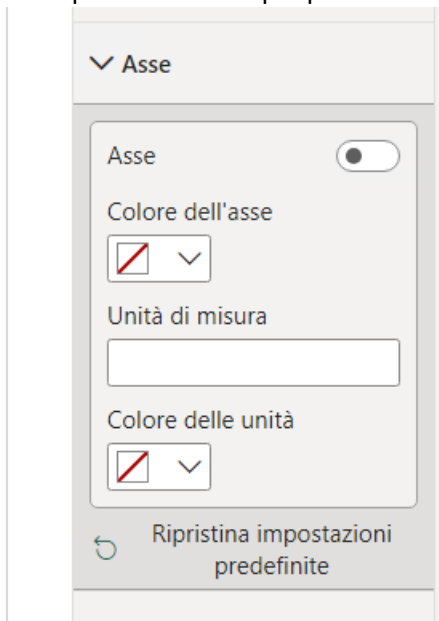 Asse
Asse
Colore dell'asse
Unità di misura
Colore delle unità
Ripristina impostazioni
predefinite